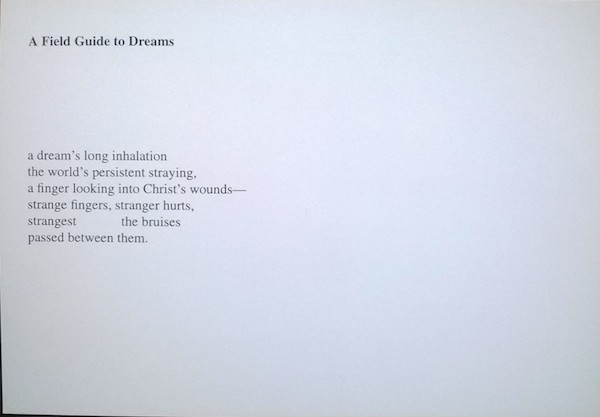 A Field Guide to Dreams
a dream's long inhalation
the world's persistent straying,
a finger looking into Christ's wounds—
strange fingers, stranger hurts,
strangest the bruises
passed between them.